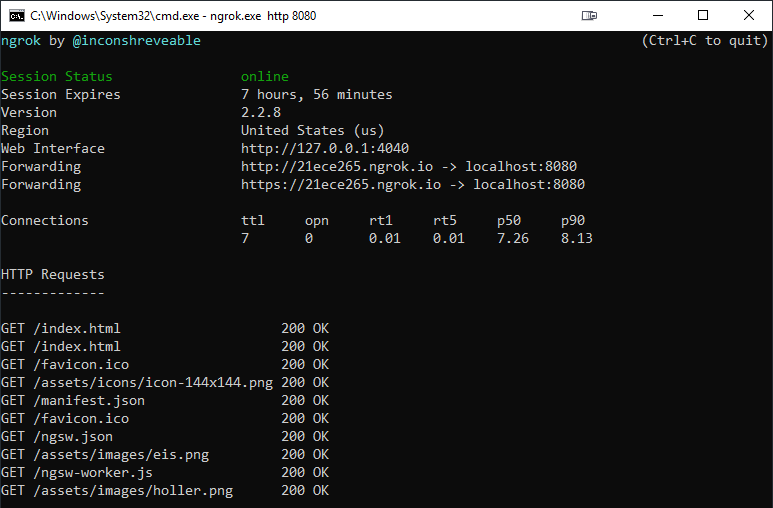 C:\Windows\System32\cmd.exe - ngrok.exe  http 8080
ngrok by @inconshreveable (Ctrl+C to quit)
Session Status online
Session Expires 7 hours, 56 minutes
Version 2.2.8
Region United States (us)
Web Interface http://127.0.0.1:4040
Forwarding http://21ece265.ngrok.io -> localhost:8080
Forwarding https://21ece265.ngrok.io -> localhost:8080
Connections ttl opn rt1 rt5 p50 p90
7 0 0.01 0.01 7.26 8.13
HTTP Requests
-------------
GET /index.html 200 OK
GET /index.html 200 OK
GET /favicon.ico 200 OK
GET /assets/icons/icon-144x144.png 200 OK
GET /manifest.json 200 OK
GET /favicon.ico 200 OK
GET /ngsw.json 200 OK
GET /assets/images/eis.png 200 OK
GET /ngsw-worker.js 200 OK
GET /assets/images/holler.png 200 OK